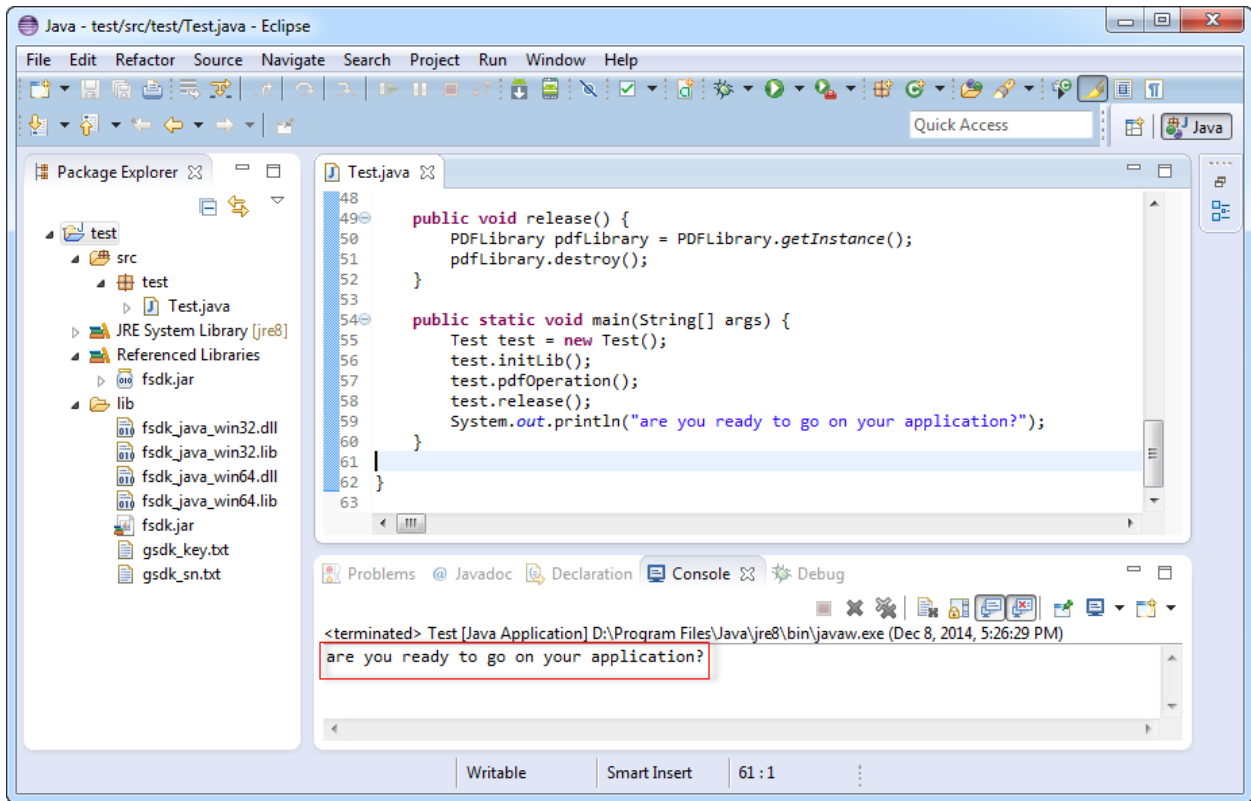 Java - test/src/test/Test.java - Eclipse
File Edit Refactor Source Navigate Search Project Run Window Help
Quick Access
Java
Package Explorer
test
src
test
Test.java
JRE System Library [jre8]
Referenced Libraries
fsdk.jar
lib
fsdk_java_win32.dll
fsdk_java_win32.lib
fsdk_java_win64.dll
fsdk_java_win64.lib
fsdk.jar
gsdk_key.txt
gsdk_sn.txt
Test.java
48
49 public void release() {
50 PDFLibrary pdfLibrary = PDFLibrary.getInstance();
51 pdfLibrary.destroy();
52 }
53
54 public static void main(String[] args) {
55 Test test = new Test();
56 test.initLib();
57 test.pdfOperation();
58 test.release();
59 System.out.println("are you ready to go on your application?");
60 }
61
62 }
63
Problems @ Javadoc Declaration Console Debug
<terminated> Test [Java Application] D:\Program Files\Java\jre8\bin\javaw.exe (Dec 8, 2014, 5:26:29 PM)
are you ready to go on your application?
Writable Smart Insert 61 : 1